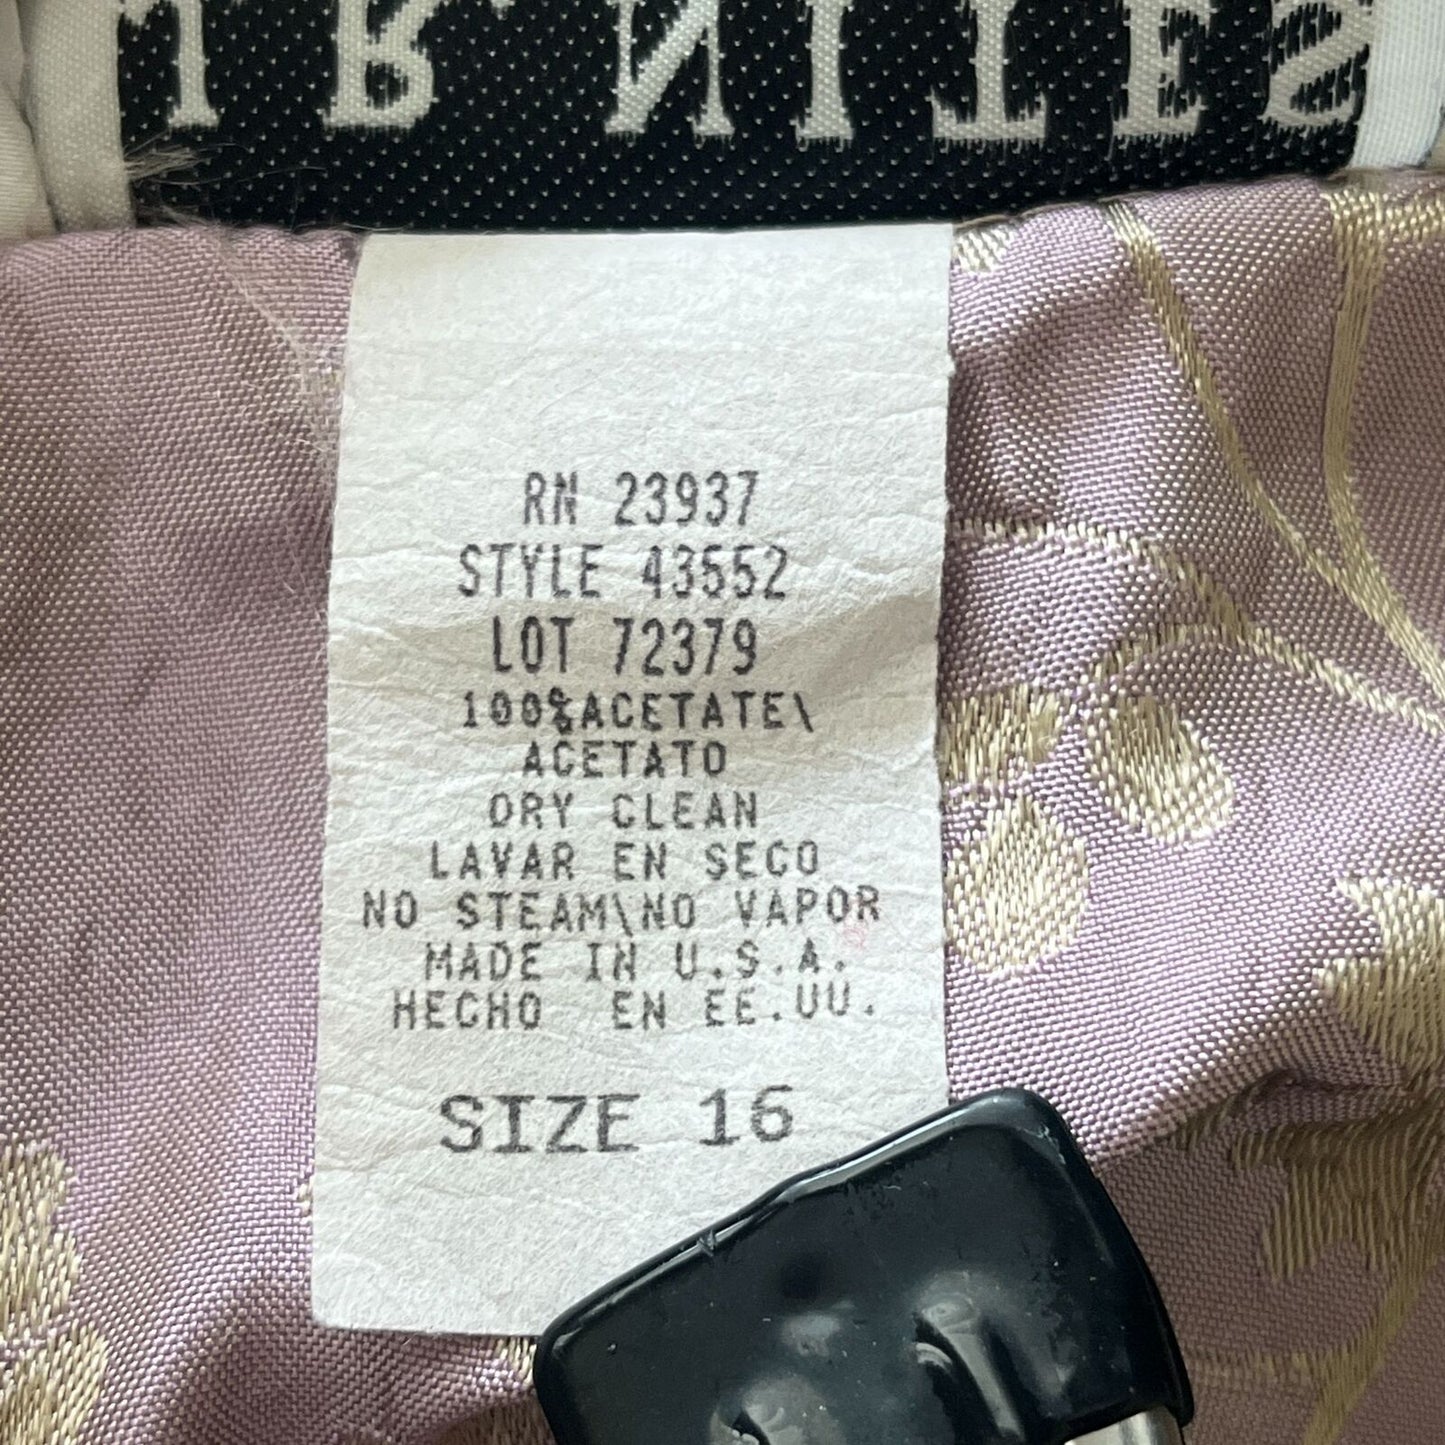 RN 23937
STYLE 43552
LOT 72379
100%ACETATE\
ACETATO
DRY CLEAN
LAVAR EN SECO
NO STEAM\NO VAPOR
MADE IN U.S.A.
HECHO EN EE.UU.
SIZE 16